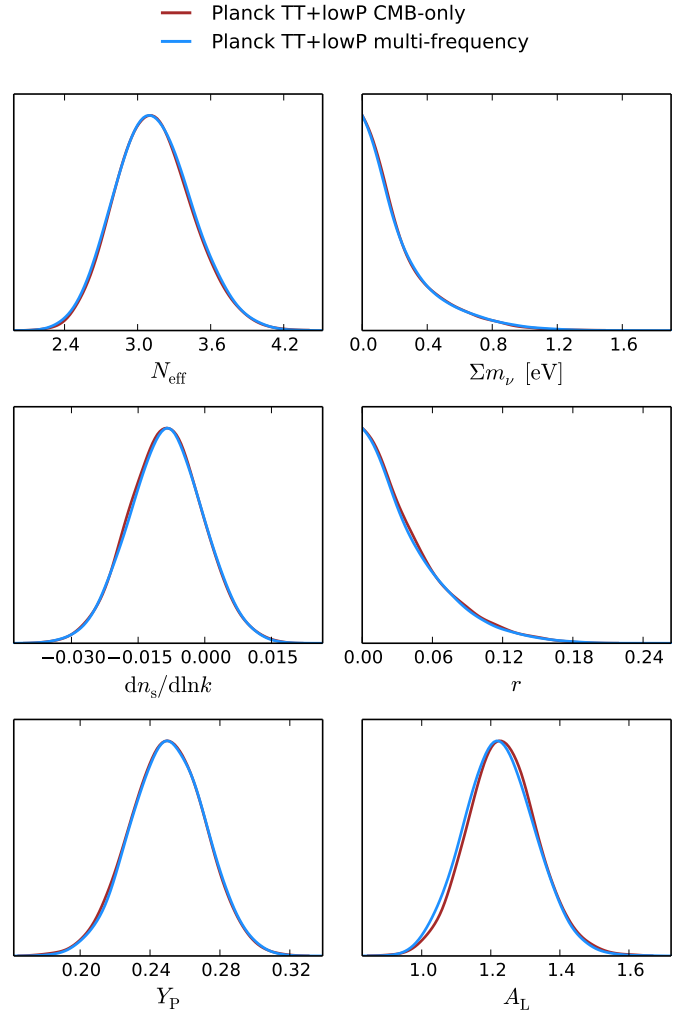 Planck TT+lowP CMB-only
Planck TT+lowP multi-frequency
2.4 3.0 3.6 4.2
N_eff
0.0 0.4 0.8 1.2 1.6
Σm_ν [eV]
−0.030 −0.015 0.000 0.015
dn_s/dlnk
0.00 0.06 0.12 0.18 0.24
r
0.20 0.24 0.28 0.32
Y_P
1.0 1.2 1.4 1.6
A_L